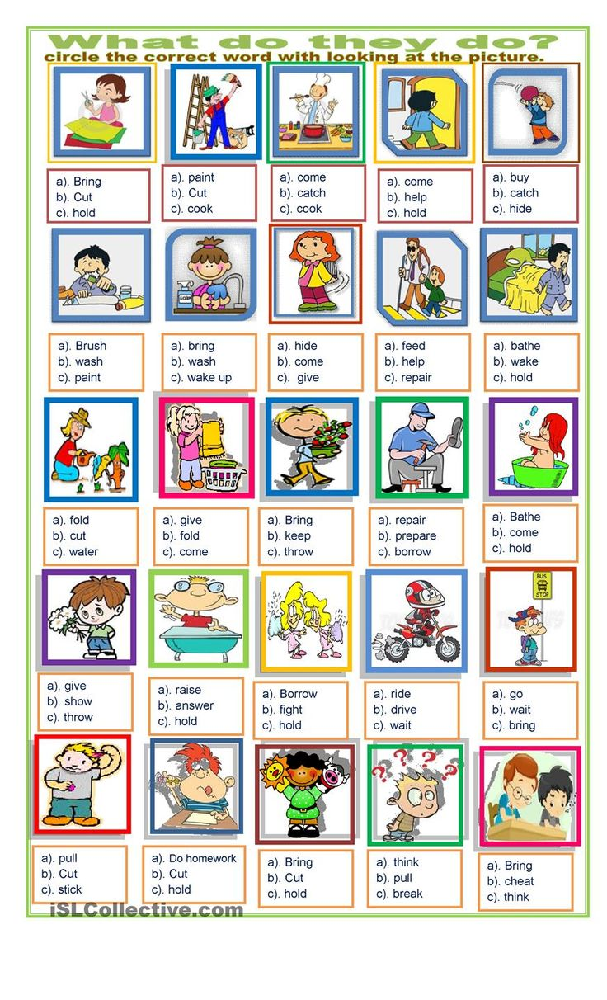 What do they do?
circle the correct word with looking at the picture.
a). Bring
b). Cut
c). hold
a). paint
b). Cut
c). cook
a). come
b). catch
c). cook
a). come
b). help
c). hold
a). buy
b). catch
c). hide
a). Brush
b). wash
c). paint
a). bring
b). wash
c). wake up
a). hide
b). come
c). give
a). feed
b). help
c). repair
a). bathe
b). wake
c). hold
a). fold
b). cut
c). water
a). give
b). fold
c). come
a). Bring
b). keep
c). throw
a). repair
b). prepare
c). borrow
a). Bathe
b). come
c). hold
BUS
STOP
a). give
b). show
c). throw
a). raise
b). answer
c). hold
a). Borrow
b). fight
c). hold
a). ride
b). drive
c). wait
a). go
b). wait
c). bring
? ? ? ?
a). pull
b). Cut
c). stick
a). Do homework
b). Cut
c). hold
a). Bring
b). Cut
c). hold
a). think
b). pull
c). break
a). Bring
b). cheat
c). think
iSLCollective.com